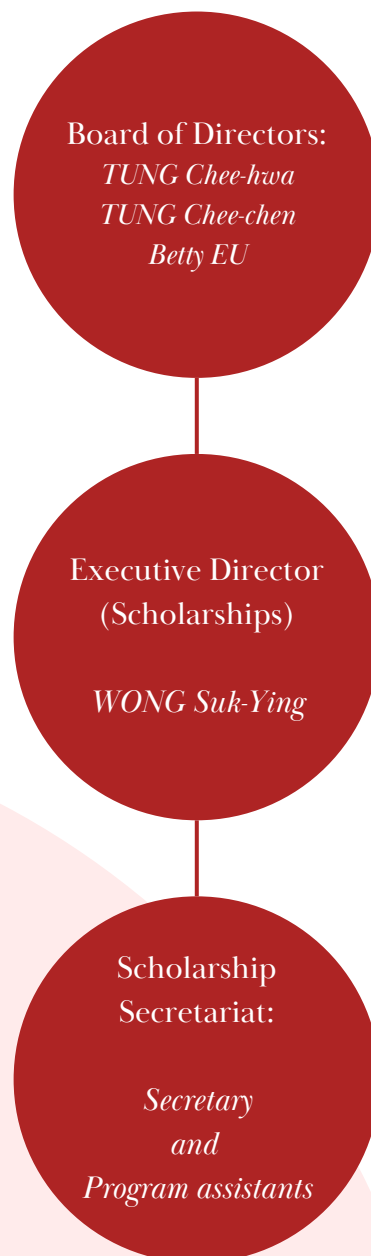 Board of Directors:
TUNG Chee-hwa
TUNG Chee-chen
Betty EU
Executive Director
(Scholarships)
WONG Suk-Ying
Scholarship
Secretariat:
Secretary
and
Program assistants